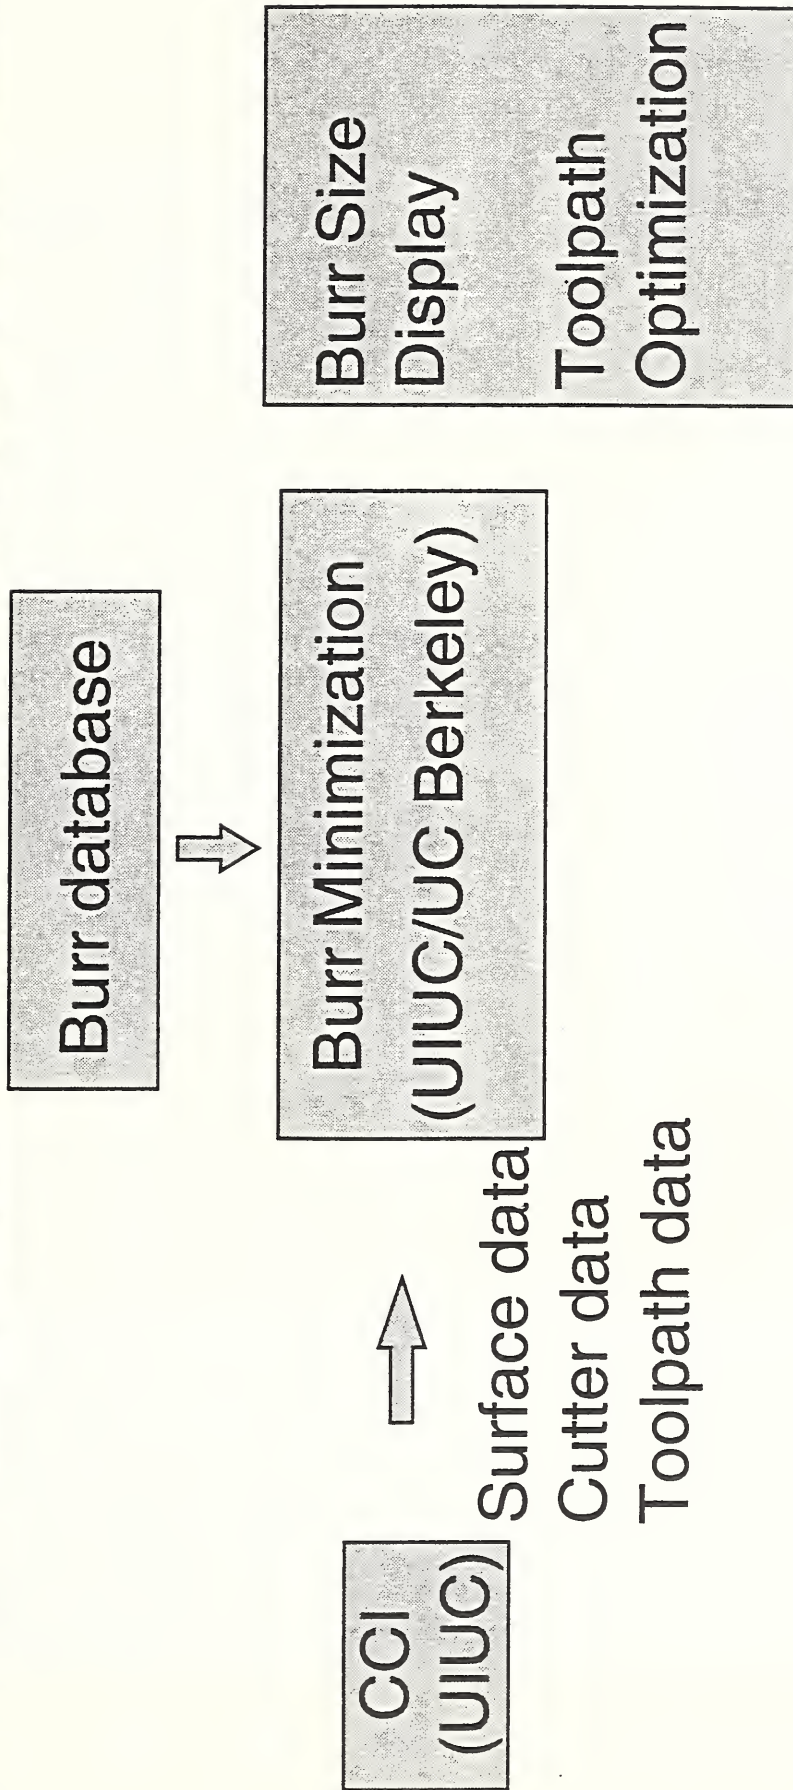 Burr database
CCI
(UIUC)
Surface data
Cutter data
Toolpath data
Burr Minimization
(UIUC/UC Berkeley)
Burr Size
Display
Toolpath
Optimization